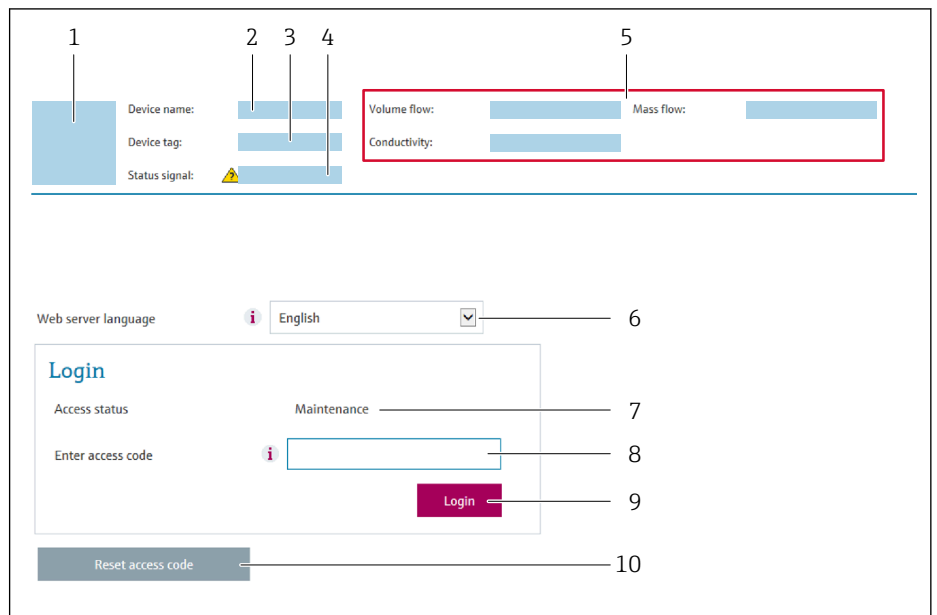 1 2 3 4 5
Device name: Volume flow: Mass flow:
Device tag: Conductivity:
Status signal: ?
Web server language i English 6
Login
Access status Maintenance 7
Enter access code i 8
Login 9
Reset access code 10